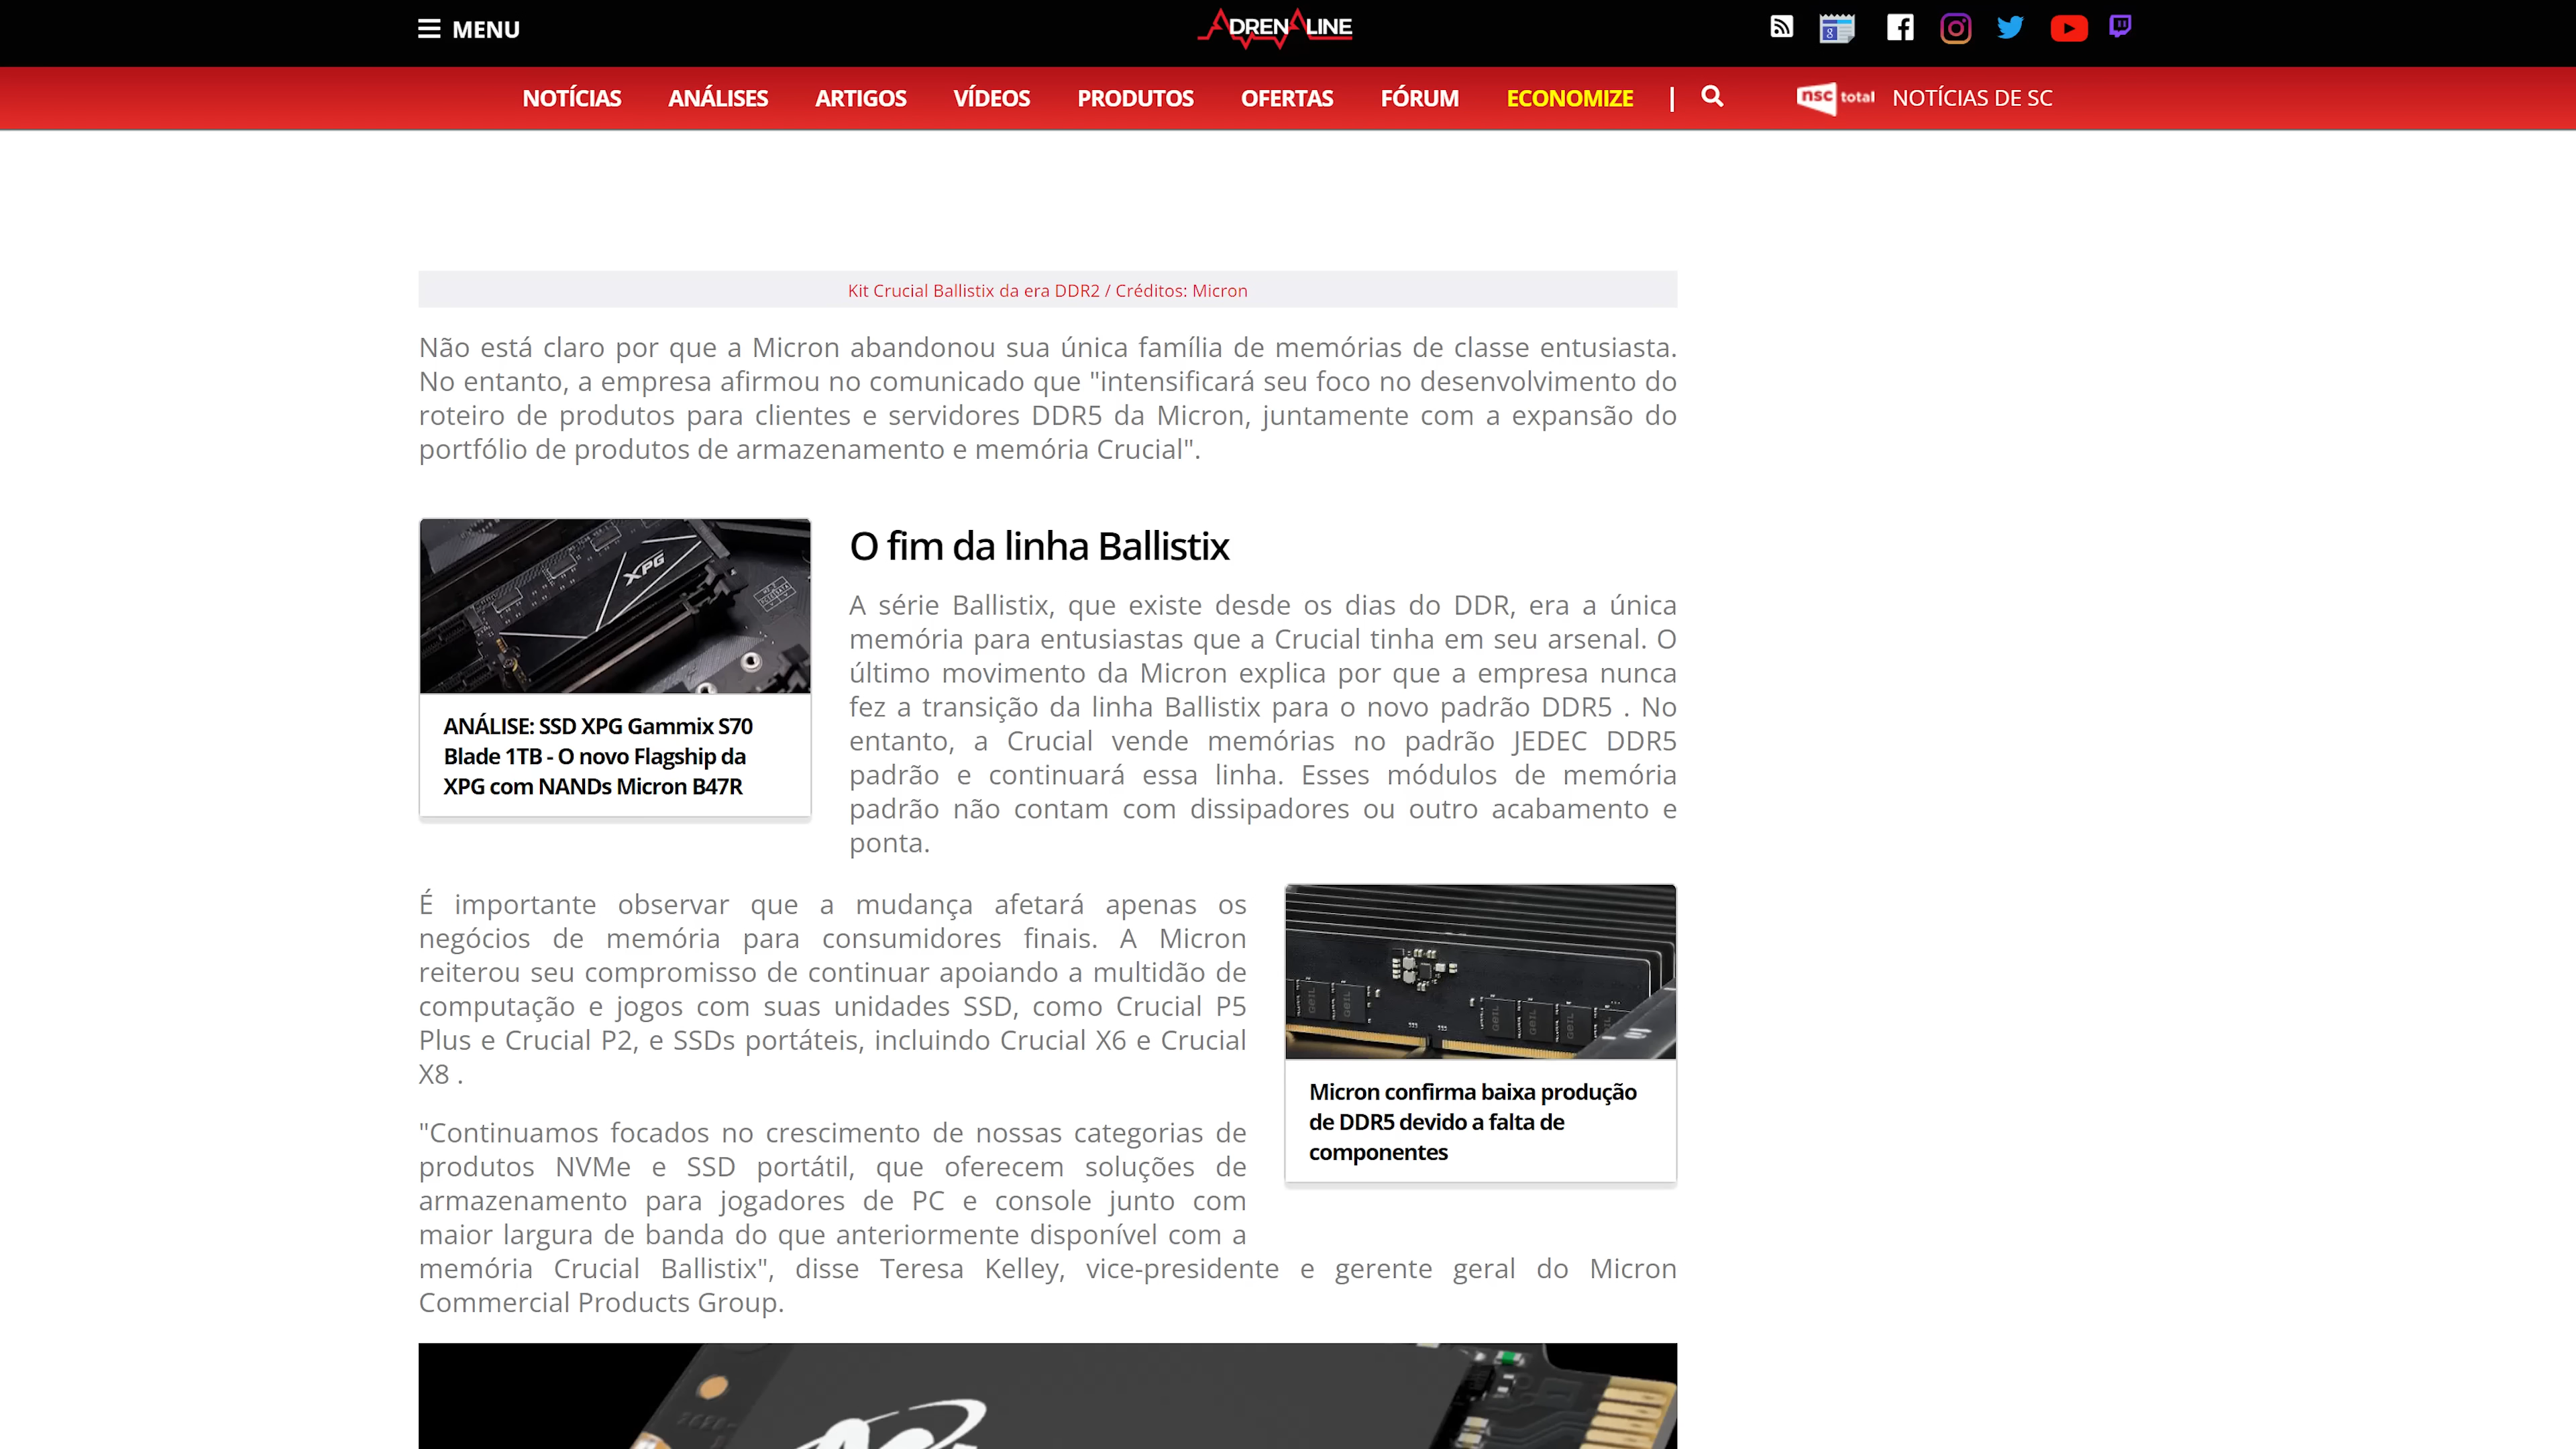 MENU
ADRENALINE
NOTÍCIAS ANÁLISES ARTIGOS VÍDEOS PRODUTOS OFERTAS FÓRUM ECONOMIZE | nsc total NOTÍCIAS DE SC
Kit Crucial Ballistix da era DDR2 / Créditos: Micron
Não está claro por que a Micron abandonou sua única família de memórias de classe entusiasta.
No entanto, a empresa afirmou no comunicado que "intensificará seu foco no desenvolvimento do
roteiro de produtos para clientes e servidores DDR5 da Micron, juntamente com a expansão do
portfólio de produtos de armazenamento e memória Crucial".
XPG
ANÁLISE: SSD XPG Gammix S70
Blade 1TB - O novo Flagship da
XPG com NANDs Micron B47R
O fim da linha Ballistix
A série Ballistix, que existe desde os dias do DDR, era a única
memória para entusiastas que a Crucial tinha em seu arsenal. O
último movimento da Micron explica por que a empresa nunca
fez a transição da linha Ballistix para o novo padrão DDR5 . No
entanto, a Crucial vende memórias no padrão JEDEC DDR5
padrão e continuará essa linha. Esses módulos de memória
padrão não contam com dissipadores ou outro acabamento e
ponta.
É importante observar que a mudança afetará apenas os
negócios de memória para consumidores finais. A Micron
reiterou seu compromisso de continuar apoiando a multidão de
computação e jogos com suas unidades SSD, como Crucial P5
Plus e Crucial P2, e SSDs portáteis, incluindo Crucial X6 e Crucial
X8 .
GEIL GEIL GEIL GEIL GEIL
Micron confirma baixa produção
de DDR5 devido a falta de
componentes
"Continuamos focados no crescimento de nossas categorias de
produtos NVMe e SSD portátil, que oferecem soluções de
armazenamento para jogadores de PC e console junto com
maior largura de banda do que anteriormente disponível com a
memória Crucial Ballistix", disse Teresa Kelley, vice-presidente e gerente geral do Micron
Commercial Products Group.